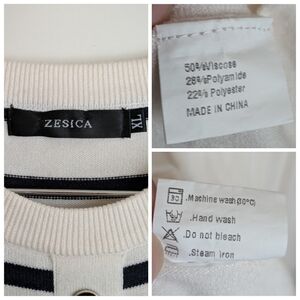 ZESICA
XL
50%Viscose
28%Polyamide
22%Polyester
MADE IN CHINA
30
.Machine wash(30°C)
.Hand wash
.Do not bleach
.Steam iron